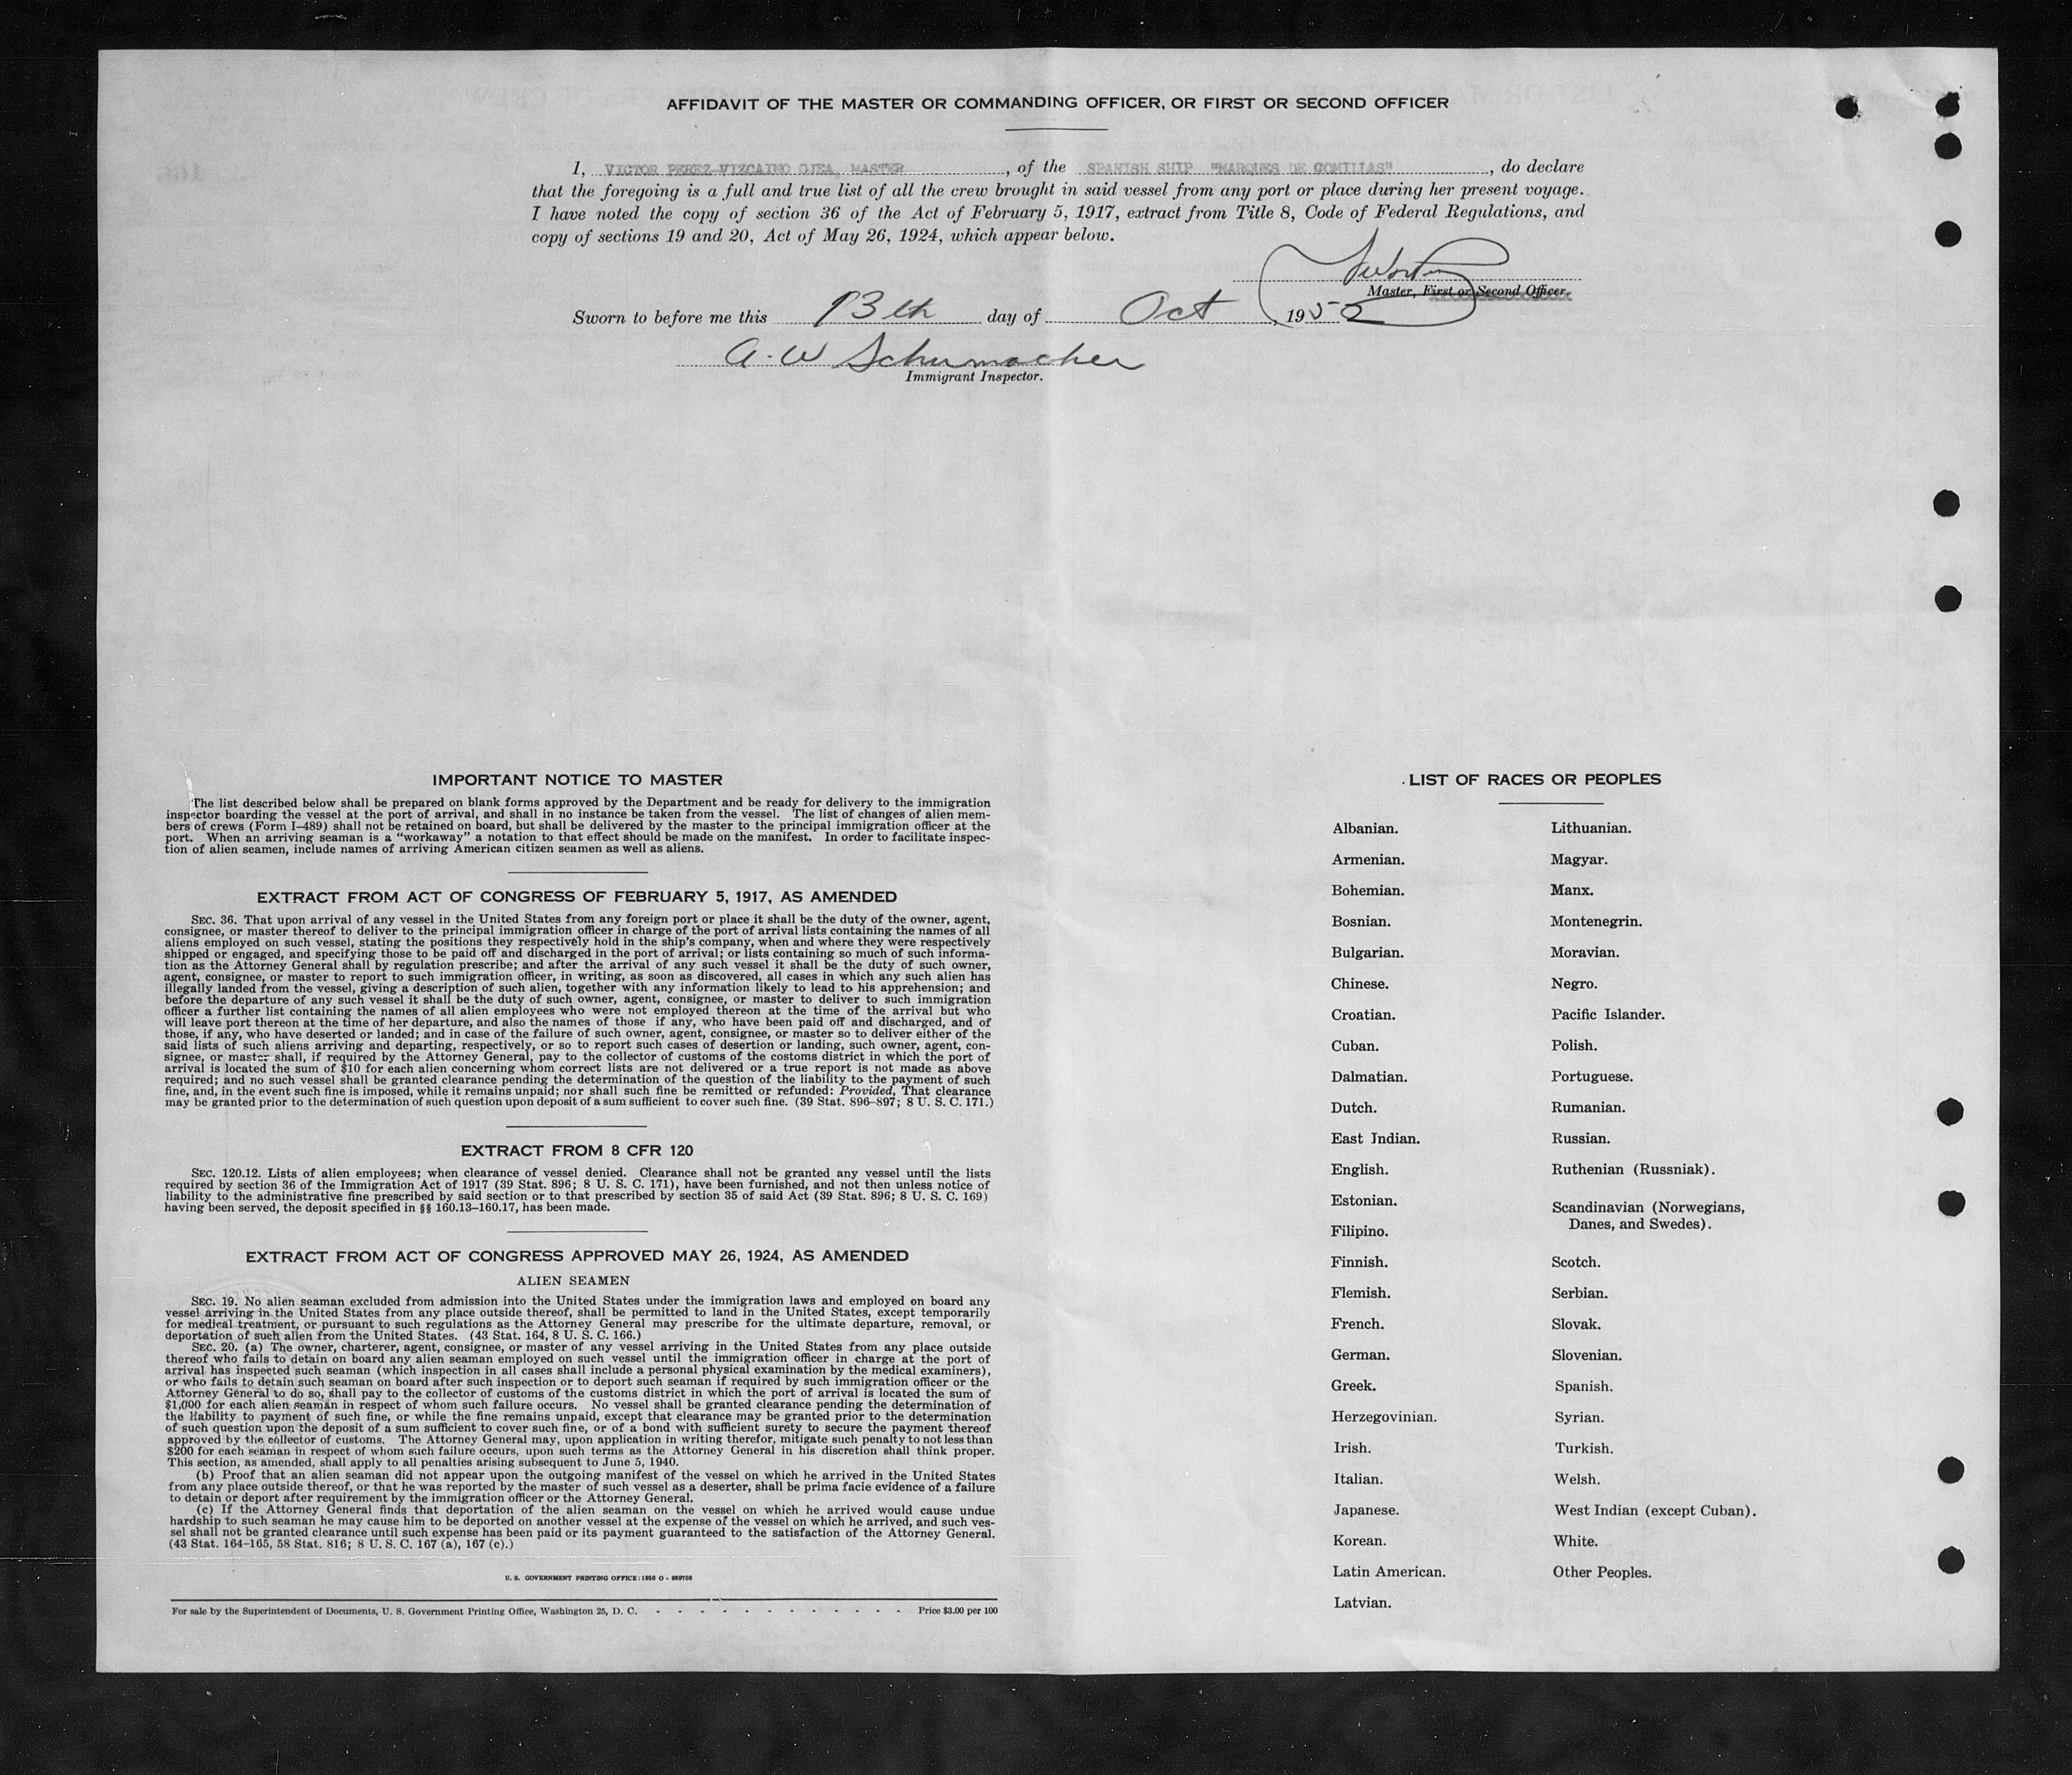 AFFIDAVIT OF THE MASTER OR COMMANDING OFFICER, OR FIRST OR SECOND OFFICER
I, VICTOR PEREZ-VIZCAINO OJEA, MASTER, of the SPANISH SHIP "MARQUES DE COMILLAS", do declare
that the foregoing is a full and true list of all the crew brought in said vessel from any port or place during her present voyage.
I have noted the copy of section 36 of the Act of February 5, 1917, extract from Title 8, Code of Federal Regulations, and
copy of sections 19 and 20, Act of May 26, 1924, which appear below.
Master, First or Second Officer.
Sworn to before me this 13th day of Oct, 1950
A. W Schumacher
Immigrant Inspector.
IMPORTANT NOTICE TO MASTER
The list described below shall be prepared on blank forms approved by the Department and be ready for delivery to the immigration
inspector boarding the vessel at the port of arrival, and shall in no instance be taken from the vessel. The list of changes of alien mem-
bers of crews (Form I–489) shall not be retained on board, but shall be delivered by the master to the principal immigration officer at the
port. When an arriving seaman is a "workaway" a notation to that effect should be made on the manifest. In order to facilitate inspec-
tion of alien seamen, include names of arriving American citizen seamen as well as aliens.
EXTRACT FROM ACT OF CONGRESS OF FEBRUARY 5, 1917, AS AMENDED
SEC. 36. That upon arrival of any vessel in the United States from any foreign port or place it shall be the duty of the owner, agent,
consignee, or master thereof to deliver to the principal immigration officer in charge of the port of arrival lists containing the names of all
aliens employed on such vessel, stating the positions they respectively hold in the ship's company, when and where they were respectively
shipped or engaged, and specifying those to be paid off and discharged in the port of arrival; or lists containing so much of such informa-
tion as the Attorney General shall by regulation prescribe; and after the arrival of any such vessel it shall be the duty of such owner,
agent, consignee, or master to report to such immigration officer, in writing, as soon as discovered, all cases in which any such alien has
illegally landed from the vessel, giving a description of such alien, together with any information likely to lead to his apprehension; and
before the departure of any such vessel it shall be the duty of such owner, agent, consignee, or master to deliver to such immigration
officer a further list containing the names of all alien employees who were not employed thereon at the time of the arrival but who
will leave port thereon at the time of her departure, and also the names of those if any, who have been paid off and discharged, and of
those, if any, who have deserted or landed; and in case of the failure of such owner, agent, consignee, or master so to deliver either of the
said lists of such aliens arriving and departing, respectively, or so to report such cases of desertion or landing, such owner, agent, con-
signee, or master shall, if required by the Attorney General, pay to the collector of customs of the costoms district in which the port of
arrival is located the sum of $10 for each alien concerning whom correct lists are not delivered or a true report is not made as above
required; and no such vessel shall be granted clearance pending the determination of the question of the liability to the payment of such
fine, and, in the event such fine is imposed, while it remains unpaid; nor shall such fine be remitted or refunded: Provided, That clearance
may be granted prior to the determination of such question upon deposit of a sum sufficient to cover such fine. (39 Stat. 896–897; 8 U. S. C. 171.)
EXTRACT FROM 8 CFR 120
SEC. 120.12. Lists of alien employees; when clearance of vessel denied. Clearance shall not be granted any vessel until the lists
required by section 36 of the Immigration Act of 1917 (39 Stat. 896; 8 U. S. C. 171), have been furnished, and not then unless notice of
liability to the administrative fine prescribed by said section or to that prescribed by section 35 of said Act (39 Stat. 896; 8 U. S. C. 169)
having been served, the deposit specified in §§ 160.13–160.17, has been made.
EXTRACT FROM ACT OF CONGRESS APPROVED MAY 26, 1924, AS AMENDED
ALIEN SEAMEN
SEC. 19. No alien seaman excluded from admission into the United States under the immigration laws and employed on board any
vessel arriving in the United States from any place outside thereof, shall be permitted to land in the United States, except temporarily
for medical treatment, or pursuant to such regulations as the Attorney General may prescribe for the ultimate departure, removal, or
deportation of such alien from the United States. (43 Stat. 164, 8 U. S. C. 166.)
SEC. 20. (a) The owner, charterer, agent, consignee, or master of any vessel arriving in the United States from any place outside
thereof who fails to detain on board any alien seaman employed on such vessel until the immigration officer in charge at the port of
arrival has inspected such seaman (which inspection in all cases shall include a personal physical examination by the medical examiners),
or who fails to detain such seaman on board after such inspection or to deport such seaman if required by such immigration officer or the
Attorney General to do so, shall pay to the collector of customs of the customs district in which the port of arrival is located the sum of
$1,000 for each alien seaman in respect of whom such failure occurs. No vessel shall be granted clearance pending the determination of
the liability to payment of such fine, or while the fine remains unpaid, except that clearance may be granted prior to the determination
of such question upon the deposit of a sum sufficient to cover such fine, or of a bond with sufficient surety to secure the payment thereof
approved by the collector of customs. The Attorney General may, upon application in writing therefor, mitigate such penalty to not less than
$200 for each seaman in respect of whom such failure occurs, upon such terms as the Attorney General in his discretion shall think proper.
This section, as amended, shall apply to all penalties arising subsequent to June 5, 1940.
(b) Proof that an alien seaman did not appear upon the outgoing manifest of the vessel on which he arrived in the United States
from any place outside thereof, or that he was reported by the master of such vessel as a deserter, shall be prima facie evidence of a failure
to detain or deport after requirement by the immigration officer or the Attorney General.
(c) If the Attorney General finds that deportation of the alien seaman on the vessel on which he arrived would cause undue
hardship to such seaman he may cause him to be deported on another vessel at the expense of the vessel on which he arrived, and such ves-
sel shall not be granted clearance until such expense has been paid or its payment guaranteed to the satisfaction of the Attorney General.
(43 Stat. 164–165, 58 Stat. 816; 8 U. S. C. 167 (a), 167 (c).)
U. S. GOVERNMENT PRINTING OFFICE: 1950 O - 869708
For sale by the Superintendent of Documents, U. S. Government Printing Office, Washington 25, D. C. - - - - - - - - - - - - Price $3.00 per 100
LIST OF RACES OR PEOPLES
Albanian.
Armenian.
Bohemian.
Bosnian.
Bulgarian.
Chinese.
Croatian.
Cuban.
Dalmatian.
Dutch.
East Indian.
English.
Estonian.
Filipino.
Finnish.
Flemish.
French.
German.
Greek.
Herzegovinian.
Irish.
Italian.
Japanese.
Korean.
Latin American.
Latvian.
Lithuanian.
Magyar.
Manx.
Montenegrin.
Moravian.
Negro.
Pacific Islander.
Polish.
Portuguese.
Rumanian.
Russian.
Ruthenian (Russniak).
Scandinavian (Norwegians,
Danes, and Swedes).
Scotch.
Serbian.
Slovak.
Slovenian.
Spanish.
Syrian.
Turkish.
Welsh.
West Indian (except Cuban).
White.
Other Peoples.